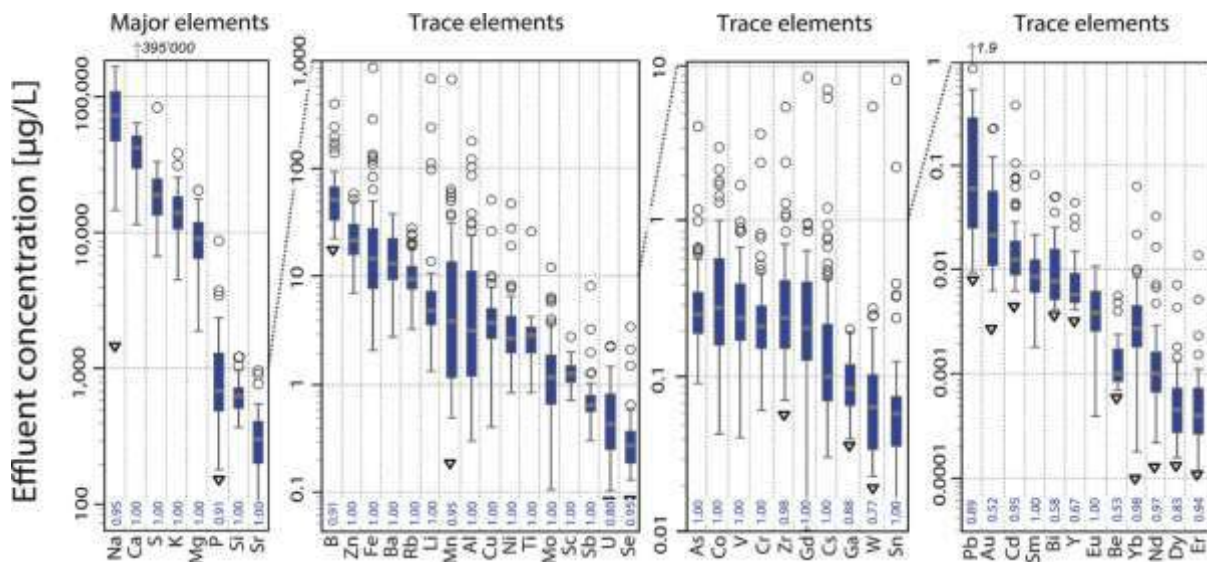 Major elements
Trace elements
Trace elements
Trace elements
↑395'000
↑1.9
Effluent concentration [µg/L]
100,000
10,000
1,000
100
1,000
100
10
1
0.1
10
1
0.1
0.01
1
0.1
0.01
0.001
0.0001
0.95 1.00 1.00 1.00 1.00 0.91 1.00 1.00
0.91 1.00 1.00 1.00 1.00 1.00 0.95 1.00 1.00 1.00 1.00 1.00 1.00 1.00 0.80 0.95
1.00 1.00 1.00 1.00 0.98 1.00 1.00 0.88 0.77 1.00
0.89 0.52 0.95 1.00 0.58 0.67 1.00 0.53 0.98 0.97 0.83 0.94
Na Ca S K Mg P Si Sr
B Zn Fe Ba Rb Li Mn Al Cu Ni Ti Mo Sc Sb U Se
As Co V Cr Zr Gd Cs Ga W Sn
Pb Au Cd Sm Bi Y Eu Be Yb Nd Dy Er